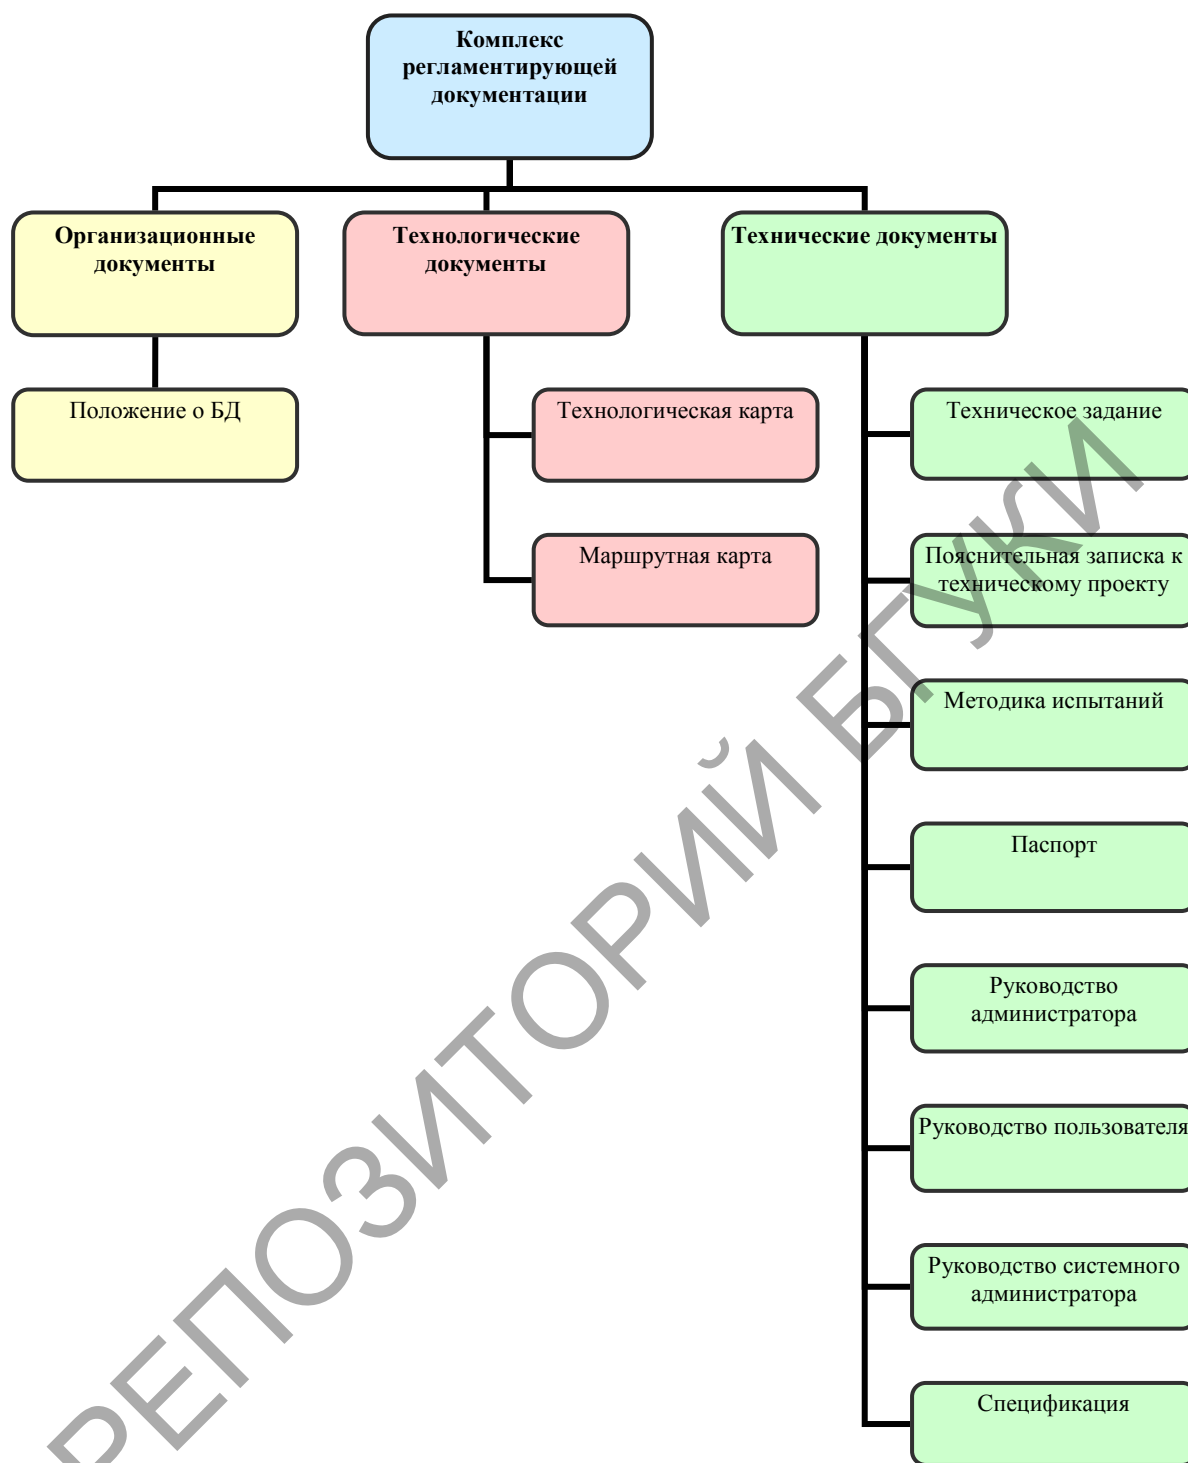 Комплекс
регламентирующей
документации
Организационные
документы
Технологические
документы
Технические документы
Положение о БД
Технологическая карта
Маршрутная карта
Техническое задание
Пояснительная записка к
техническому проекту
Методика испытаний
Паспорт
Руководство
администратора
Руководство пользователя
Руководство системного
администратора
Спецификация
РЕПОЗИТОРИЙ БГУКИ